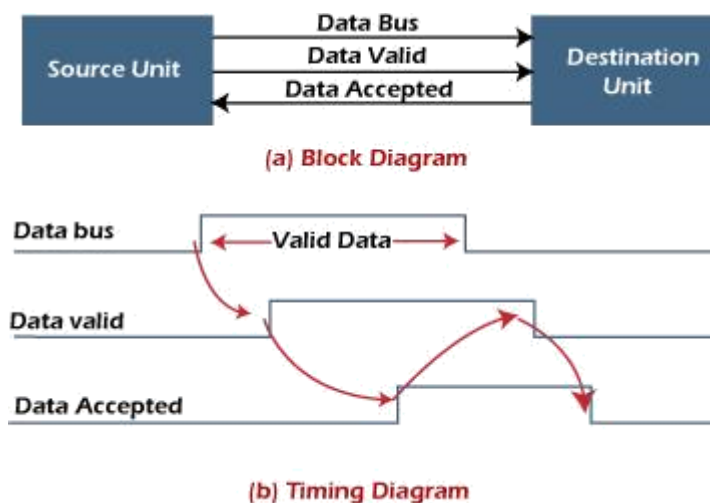 Data Bus
Source Unit
Data Valid
Destination
Unit
Data Accepted
(a) Block Diagram
Data bus
Valid Data
Data valid
Data Accepted
(b) Timing Diagram